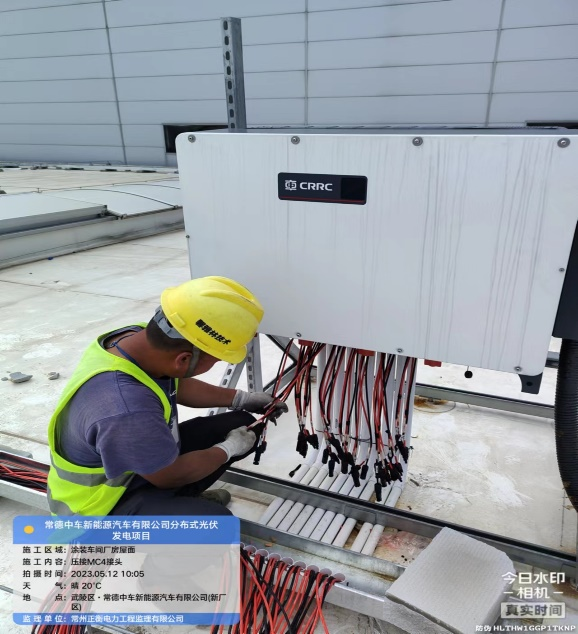 CRRC
常德中车新能源汽车有限公司分布式光伏
发电项目
施工区域：涂装车间厂房屋面
施工内容：压接MC4接头
拍摄时间：2023.05.12 10:05
天 气：晴 20℃
地 点：武陵区·常德中车新能源汽车有限公司(新厂
区)
监理单位：常州正衡电力工程监理有限公司
今日水印
相机
真实时间
防伪 HLTHW1GGP1TKNP